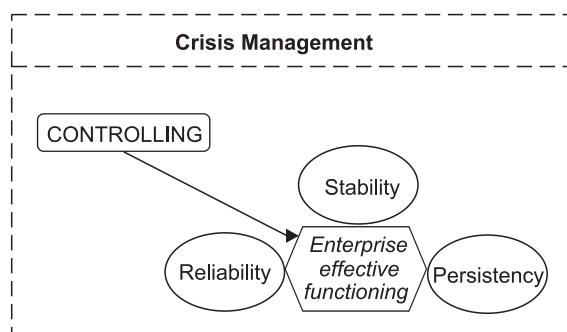 Crisis Management
CONTROLLING
Stability
Enterprise
effective
functioning
Reliability
Persistency